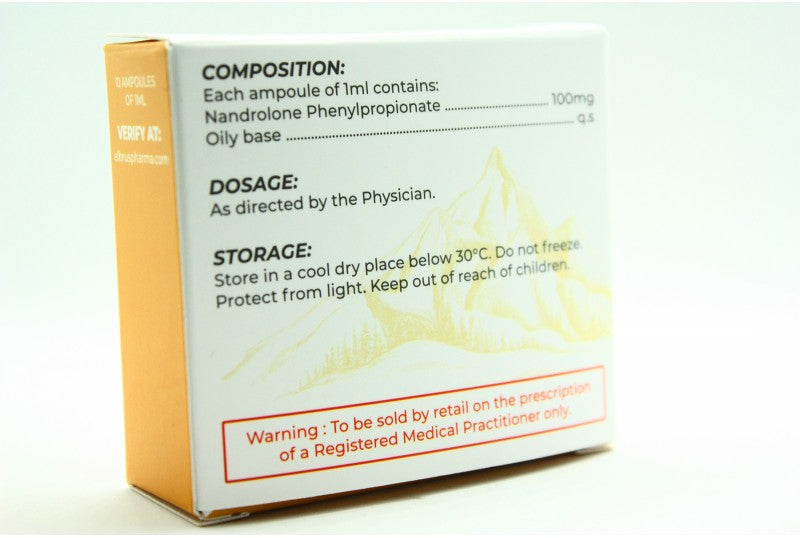 10 AMPOULES
OF 1ML
VERIFY AT:
elbruspharma.com
COMPOSITION:
Each ampoule of 1ml contains:
Nandrolone Phenylpropionate ........................ 100mg
Oily base ................................................................ q.s
DOSAGE:
As directed by the Physician.
STORAGE:
Store in a cool dry place below 30°C. Do not freeze.
Protect from light. Keep out of reach of children.
Warning : To be sold by retail on the prescription
of a Registered Medical Practitioner only.